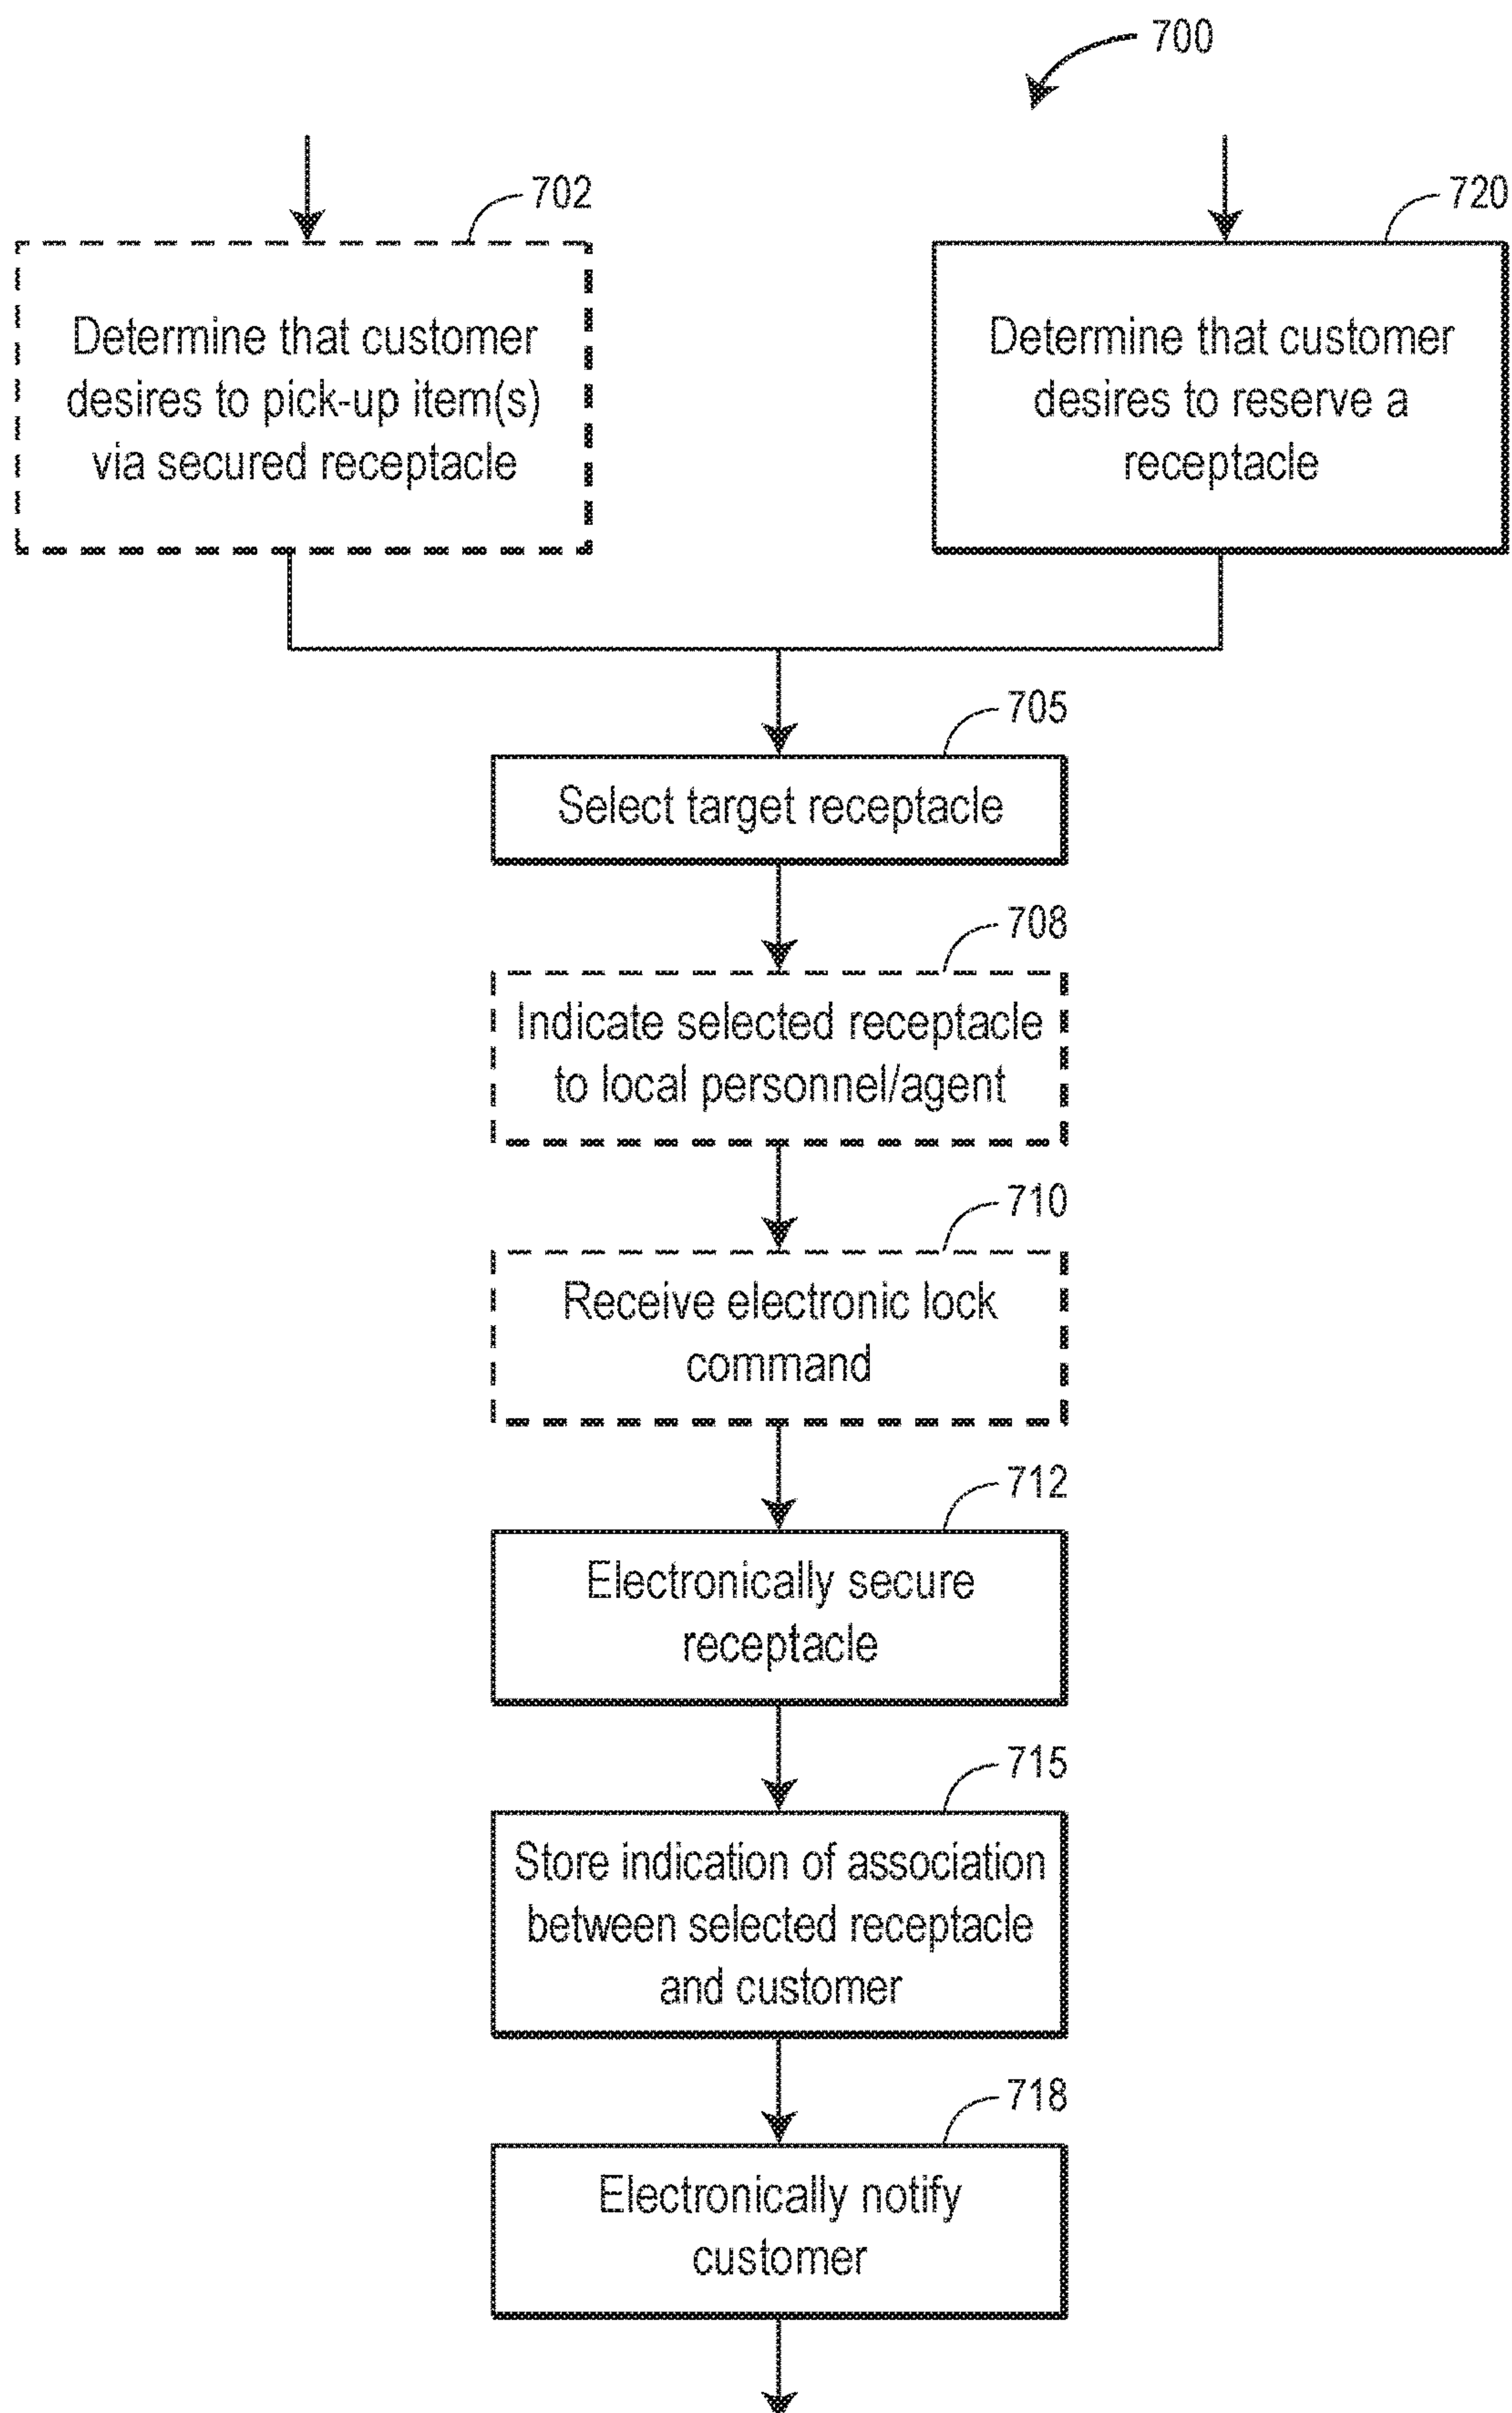 700
702
720
Determine that customer
desires to pick-up item(s)
via secured receptacle
Determine that customer
desires to reserve a
receptacle
705
Select target receptacle
708
Indicate selected receptacle
to local personnel/agent
710
Receive electronic lock
command
712
Electronically secure
receptacle
715
Store indication of association
between selected receptacle
and customer
718
Electronically notify
customer